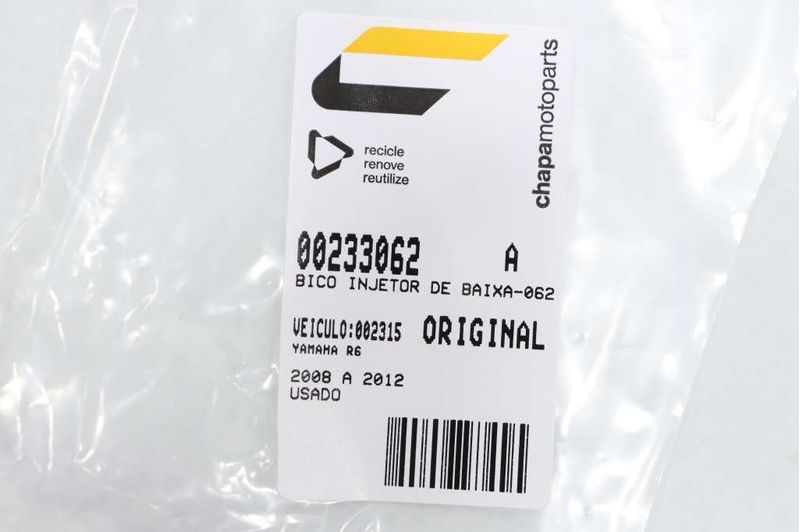 chapamotoparts
recicle
renove
reutilize
00233062 A
BICO INJETOR DE BAIXA-062
VEICULO:002315 ORIGINAL
YAMAHA R6
2008 A 2012
USADO